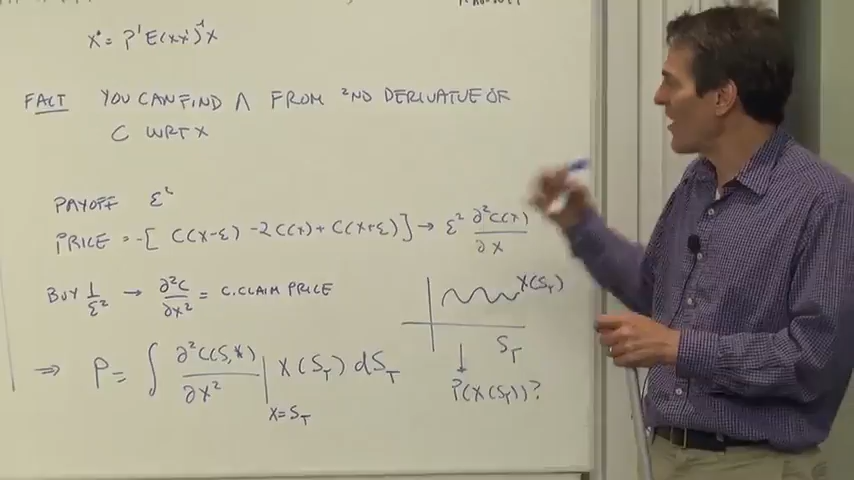 x* = p' E(xx')⁻¹ x
FACT YOU CAN FIND Λ FROM 2ND DERIVATIVE OF
C WRT X
PAYOFF ε²
PRICE = -[ C(X-ε) -2C(X) + C(X+ε)] → ε² ∂²C(X) / ∂X
BUY 1/ε² → ∂²C/∂X² = C.CLAIM PRICE
X(S_T)
S_T
⇒ P = ∫ ∂²C(S,X)/∂X² |X=S_T X(S_T) dS_T
P(X(S_T))?